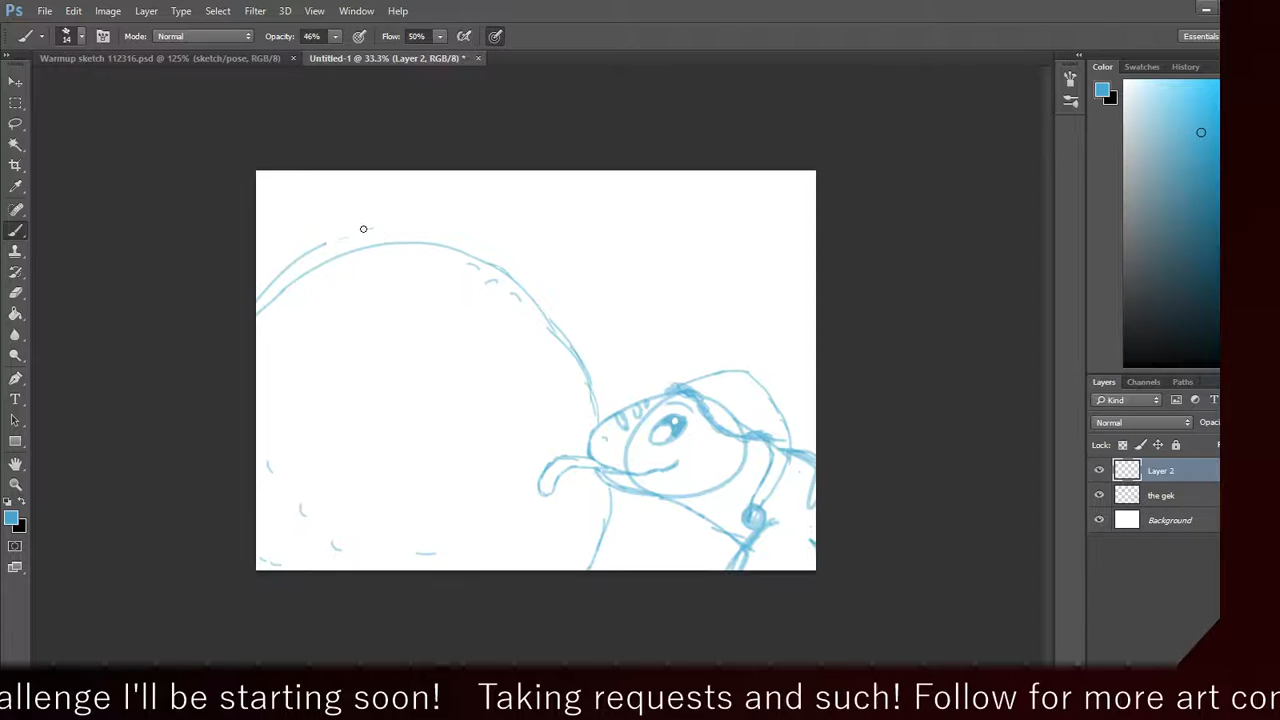 Ps File Edit Image Layer Type Select Filter 3D View Window Help
14 Mode: Normal Opacity: 46% Flow: 50% Essentials
Warmup sketch 112316.psd @ 125% (sketch/pose, RGB/8) × Untitled-1 @ 33.3% (Layer 2, RGB/8) * ×
Color Swatches History
Layers Channels Paths
Kind
Normal Opac
Lock:
Layer 2
the gek
Background
allenge I'll be starting soon! Taking requests and such! Follow for more art con